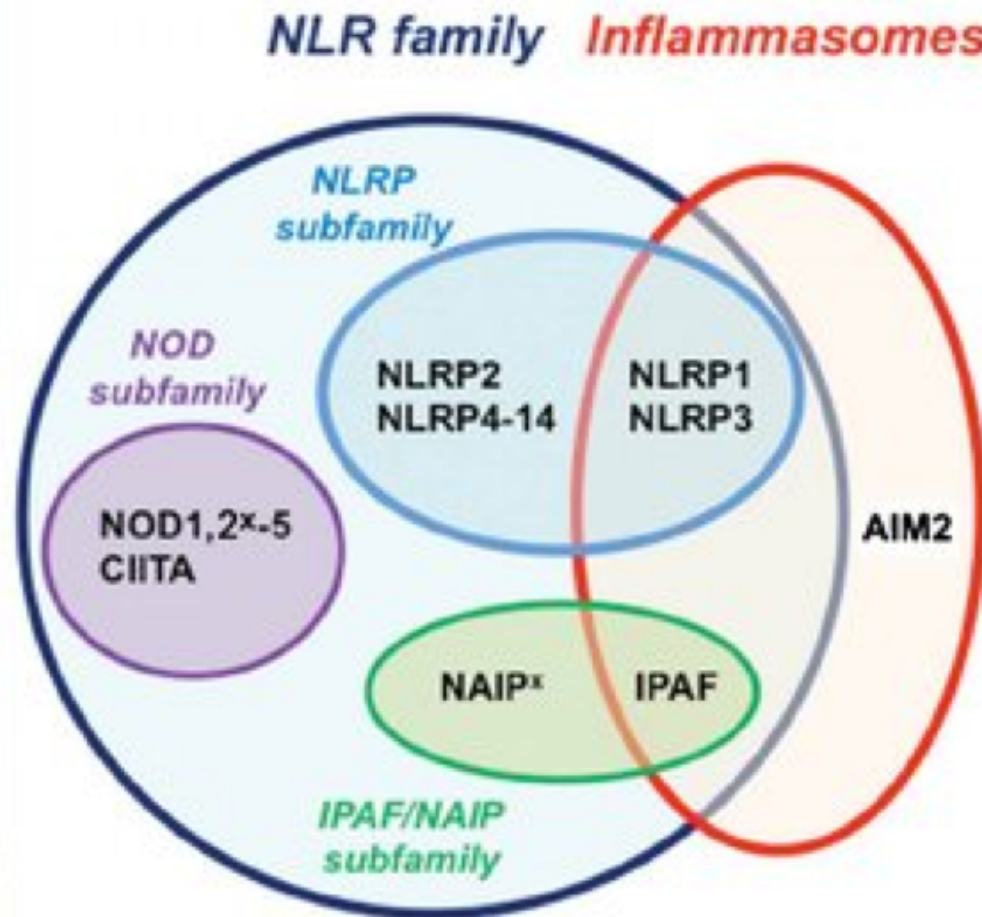 NLR family Inflammasomes
NLRP
subfamily
NOD
subfamily
NLRP2
NLRP4-14
NLRP1
NLRP3
NOD1,2ˣ-5
CIITA
AIM2
NAIPˣ
IPAF
IPAF/NAIP
subfamily